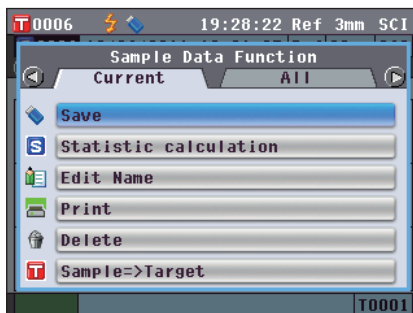 T0006 19:28:22 Ref 3mm SCI
Sample Data Function
Current All
Save
S Statistic calculation
Edit Name
Print
Delete
T Sample=>Target
T0001